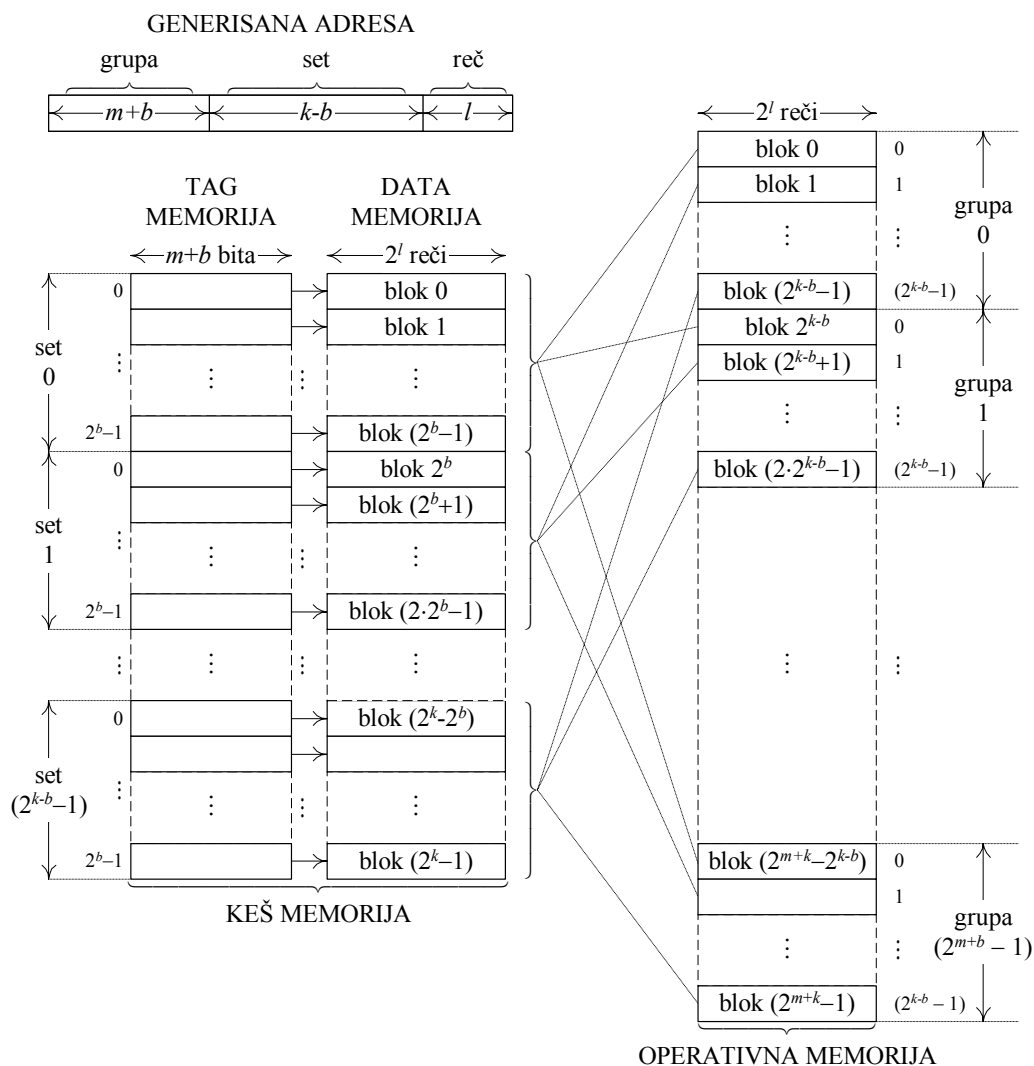 GENERISANA ADRESA
grupa set reč
m+b k-b l
TAG MEMORIJA
DATA MEMORIJA
m+b bita
2^l reči
set 0
0
blok 0
blok 1
⋮ ⋮ ⋮ ⋮
2^b–1
blok (2^b–1)
set 1
0
blok 2^b
blok (2^b+1)
⋮ ⋮ ⋮ ⋮
2^b–1
blok (2·2^b–1)
⋮ ⋮ ⋮ ⋮
set (2^{k-b}–1)
0
blok (2^k-2^b)
⋮ ⋮ ⋮ ⋮
2^b–1
blok (2^k–1)
KEŠ MEMORIJA
2^l reči
blok 0 0
blok 1 1
⋮ ⋮
grupa 0
blok (2^{k-b}–1) (2^{k-b}–1)
blok 2^{k-b} 0
blok (2^{k-b}+1) 1
⋮ ⋮
grupa 1
blok (2·2^{k-b}–1) (2^{k-b}–1)
⋮ ⋮
blok (2^{m+k}–2^{k-b}) 0
1
⋮ ⋮
grupa (2^{m+b} – 1)
blok (2^{m+k}–1) (2^{k-b} – 1)
OPERATIVNA MEMORIJA